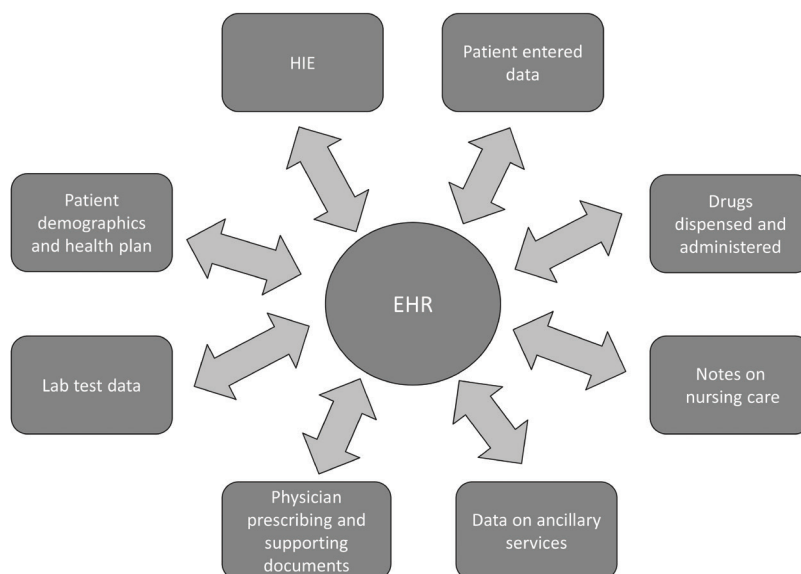 HIE
Patient entered
data
Patient
demographics
and health plan
Drugs
dispensed and
administered
EHR
Lab test data
Notes on
nursing care
Physician
prescribing and
supporting
documents
Data on ancillary
services